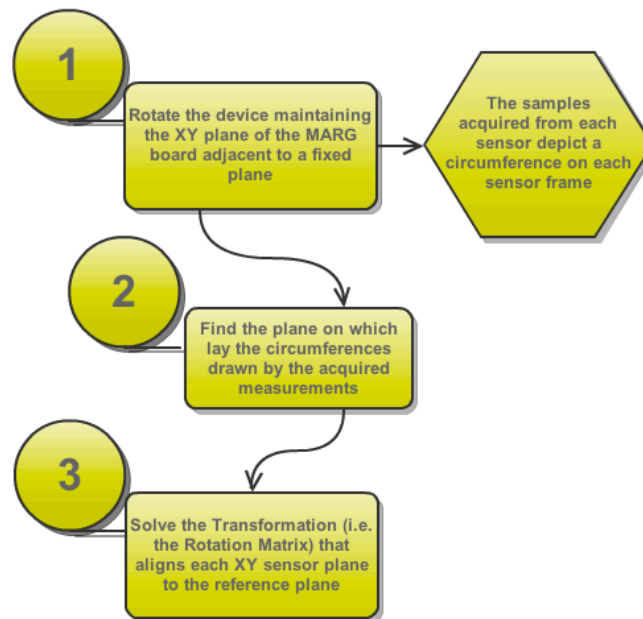 1
Rotate the device maintaining
the XY plane of the MARG
board adjacent to a fixed
plane
The samples
acquired from each
sensor depict a
circumference on each
sensor frame
2
Find the plane on which
lay the circumferences
drawn by the acquired
measurements
3
Solve the Transformation (i.e.
the Rotation Matrix) that
aligns each XY sensor plane
to the reference plane